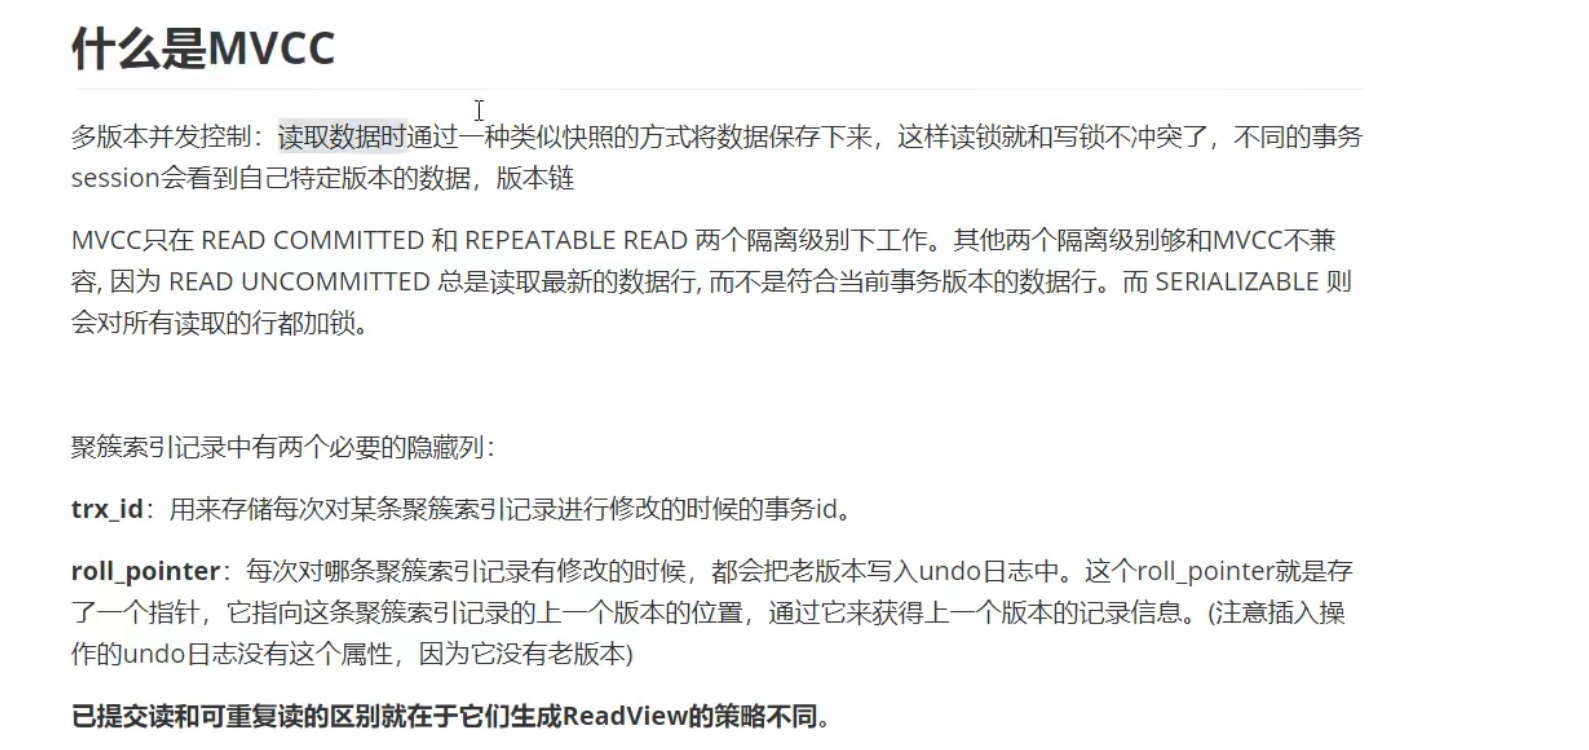 什么是MVCC
多版本并发控制：读取数据时通过一种类似快照的方式将数据保存下来，这样读锁就和写锁不冲突了，不同的事务
session会看到自己特定版本的数据，版本链
MVCC只在 READ COMMITTED 和 REPEATABLE READ 两个隔离级别下工作。其他两个隔离级别够和MVCC不兼
容, 因为 READ UNCOMMITTED 总是读取最新的数据行, 而不是符合当前事务版本的数据行。而 SERIALIZABLE 则
会对所有读取的行都加锁。
聚簇索引记录中有两个必要的隐藏列：
trx_id：用来存储每次对某条聚簇索引记录进行修改的时候的事务id。
roll_pointer：每次对哪条聚簇索引记录有修改的时候，都会把老版本写入undo日志中。这个roll_pointer就是存
了一个指针，它指向这条聚簇索引记录的上一个版本的位置，通过它来获得上一个版本的记录信息。(注意插入操
作的undo日志没有这个属性，因为它没有老版本)
已提交读和可重复读的区别就在于它们生成ReadView的策略不同。